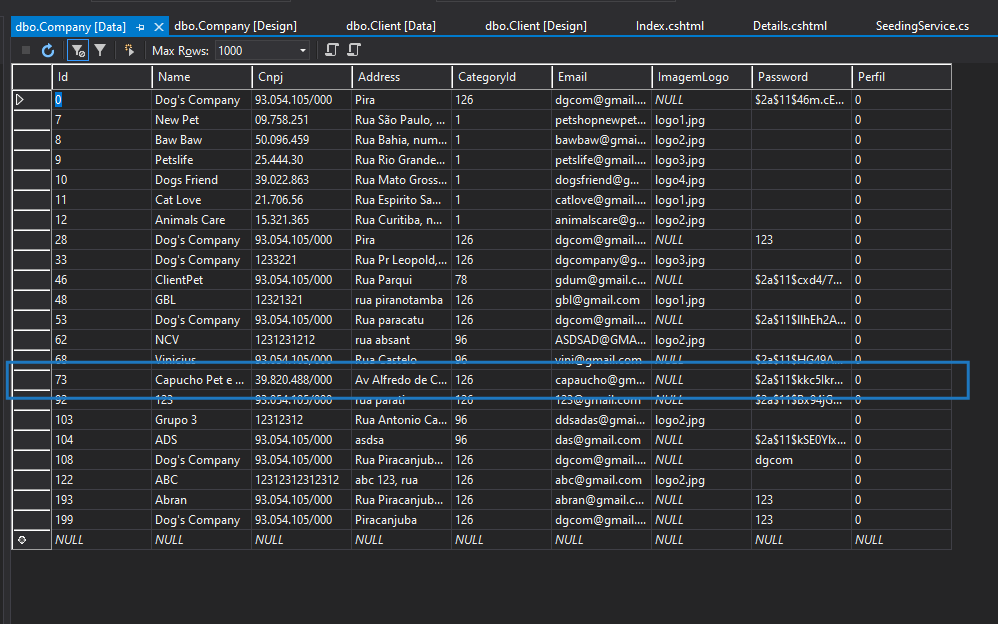 dbo.Company [Data] dbo.Company [Design] dbo.Client [Data] dbo.Client [Design] Index.cshtml Details.cshtml SeedingService.cs
Max Rows: 1000
Id Name Cnpj Address CategoryId Email ImagemLogo Password Perfil
0 Dog's Company 93.054.105/000 Pira 126 dgcom@gmail.... NULL $2a$11$46m.cE... 0
7 New Pet 09.758.251 Rua São Paulo, ... 1 petshopnewpet... logo1.jpg 0
8 Baw Baw 50.096.459 Rua Bahia, num... 1 bawbaw@gmai... logo2.jpg 0
9 Petslife 25.444.30 Rua Rio Grande... 1 petslife@gmail.... logo3.jpg 0
10 Dogs Friend 39.022.863 Rua Mato Gross... 1 dogsfriend@g... logo4.jpg 0
11 Cat Love 21.706.56 Rua Espirito Sa... 1 catlove@gmail.... logo1.jpg 0
12 Animals Care 15.321.365 Rua Curitiba, n... 1 animalscare@g... logo2.jpg 0
28 Dog's Company 93.054.105/000 Pira 126 dgcom@gmail.... NULL 123 0
33 Dog's Company 1233221 Rua Pr Leopold,... 126 dgcompany@g... logo3.jpg 0
46 ClientPet 93.054.105/000 Rua Parqui 78 gdum@gmail.c... NULL $2a$11$cxd4/7... 0
48 GBL 12321321 rua piranotamba 126 gbl@gmail.com logo1.jpg 0
53 Dog's Company 93.054.105/000 Rua paracatu 126 dgcom@gmail.... NULL $2a$11$IIhEh2A... 0
62 NCV 1231231212 rua absant 96 ASDSAD@GMA... logo2.jpg 0
68 Vinicius 93.054.105/000 Rua Castelo 96 vini@gmail.com NULL $2a$11$HG49A... 0
73 Capucho Pet e ... 39.820.488/000 Av Alfredo de C... 126 capaucho@gm... NULL $2a$11$kkc5Ikr... 0
92 123 93.054.105/000 rua parati 126 123@gmail.com NULL $2a$11$Bx94jG... 0
103 Grupo 3 12312312 Rua Antonio Ca... 96 ddsadas@gmai... logo2.jpg 0
104 ADS 93.054.105/000 asdsa 96 das@gmail.com NULL $2a$11$kSE0YIx... 0
108 Dog's Company 93.054.105/000 Rua Piracanjub... 126 dgcom@gmail.... NULL dgcom 0
122 ABC 12312312312312 abc 123, rua 126 abc@gmail.com logo2.jpg 0
193 Abran 93.054.105/000 Rua Piracanjub... 126 abran@gmail.c... NULL 123 0
199 Dog's Company 93.054.105/000 Piracanjuba 126 dgcom@gmail.... NULL 123 0
NULL NULL NULL NULL NULL NULL NULL NULL NULL